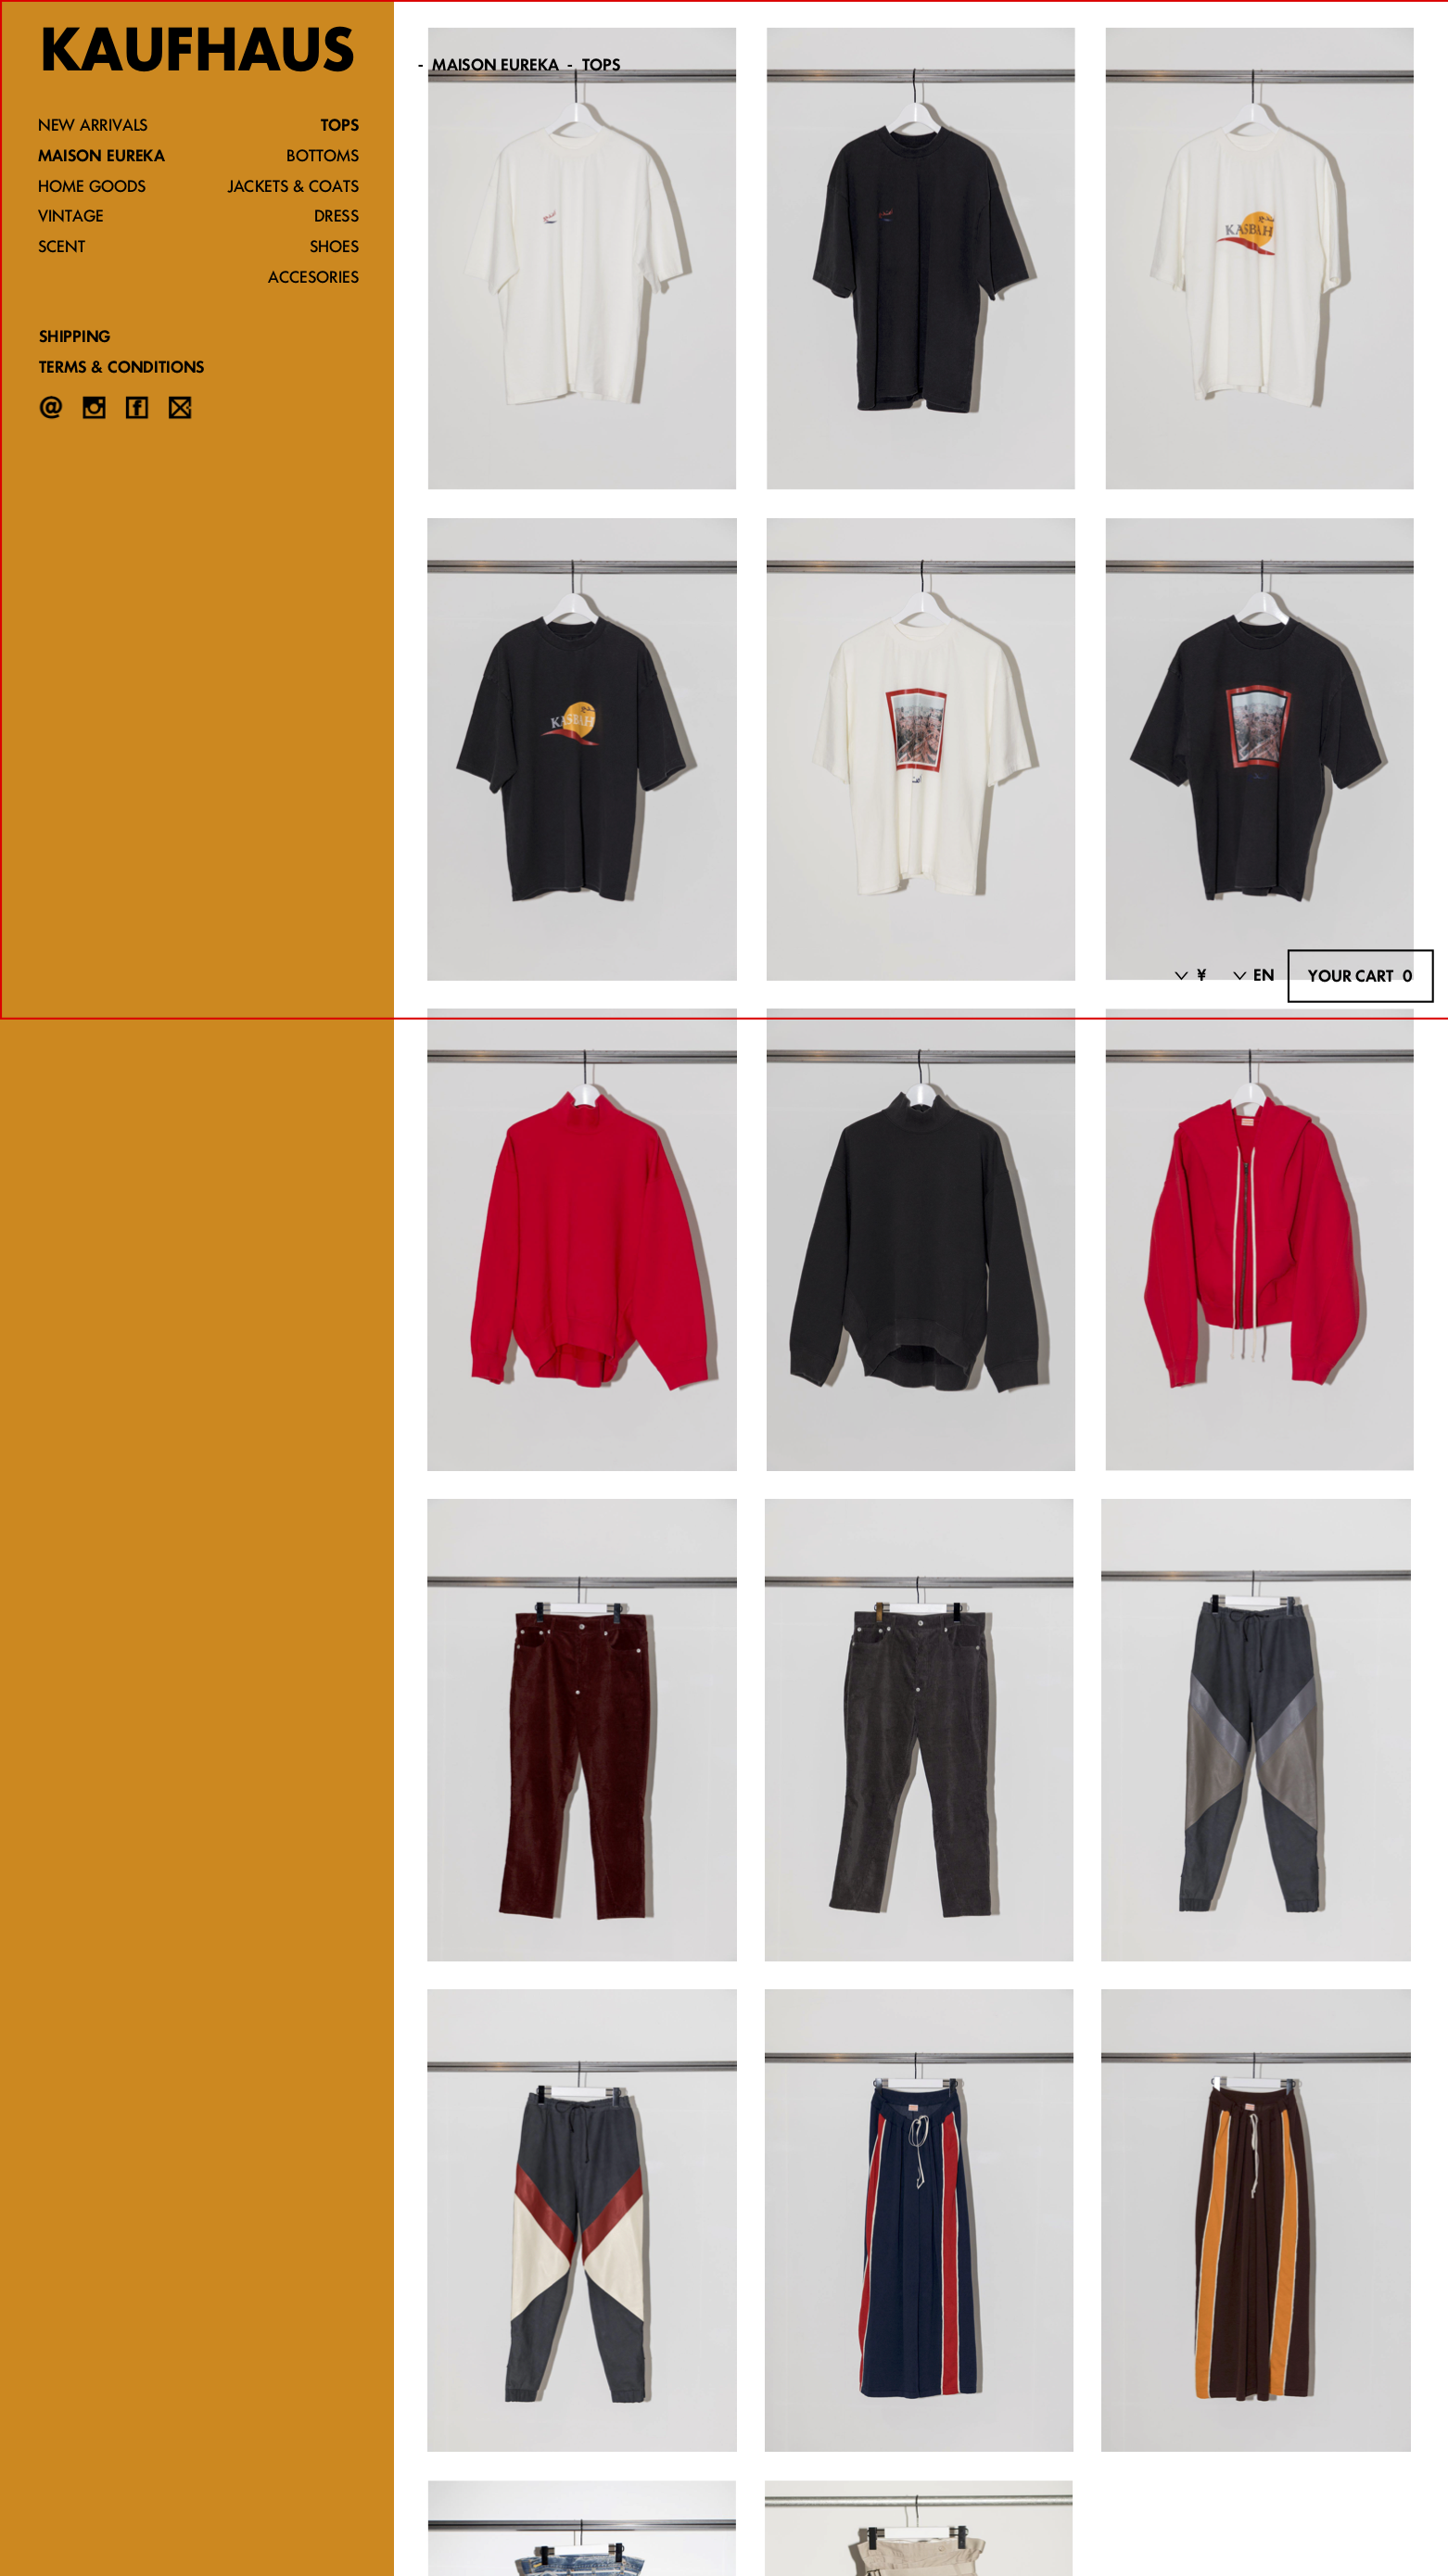 KAUFHAUS
NEW ARRIVALS
MAISON EUREKA
HOME GOODS
VINTAGE
SCENT
TOPS
BOTTOMS
JACKETS & COATS
DRESS
SHOES
ACCESORIES
SHIPPING
TERMS & CONDITIONS
- MAISON EUREKA - TOPS
KASBAH
KASBAH
¥
EN
YOUR CART 0